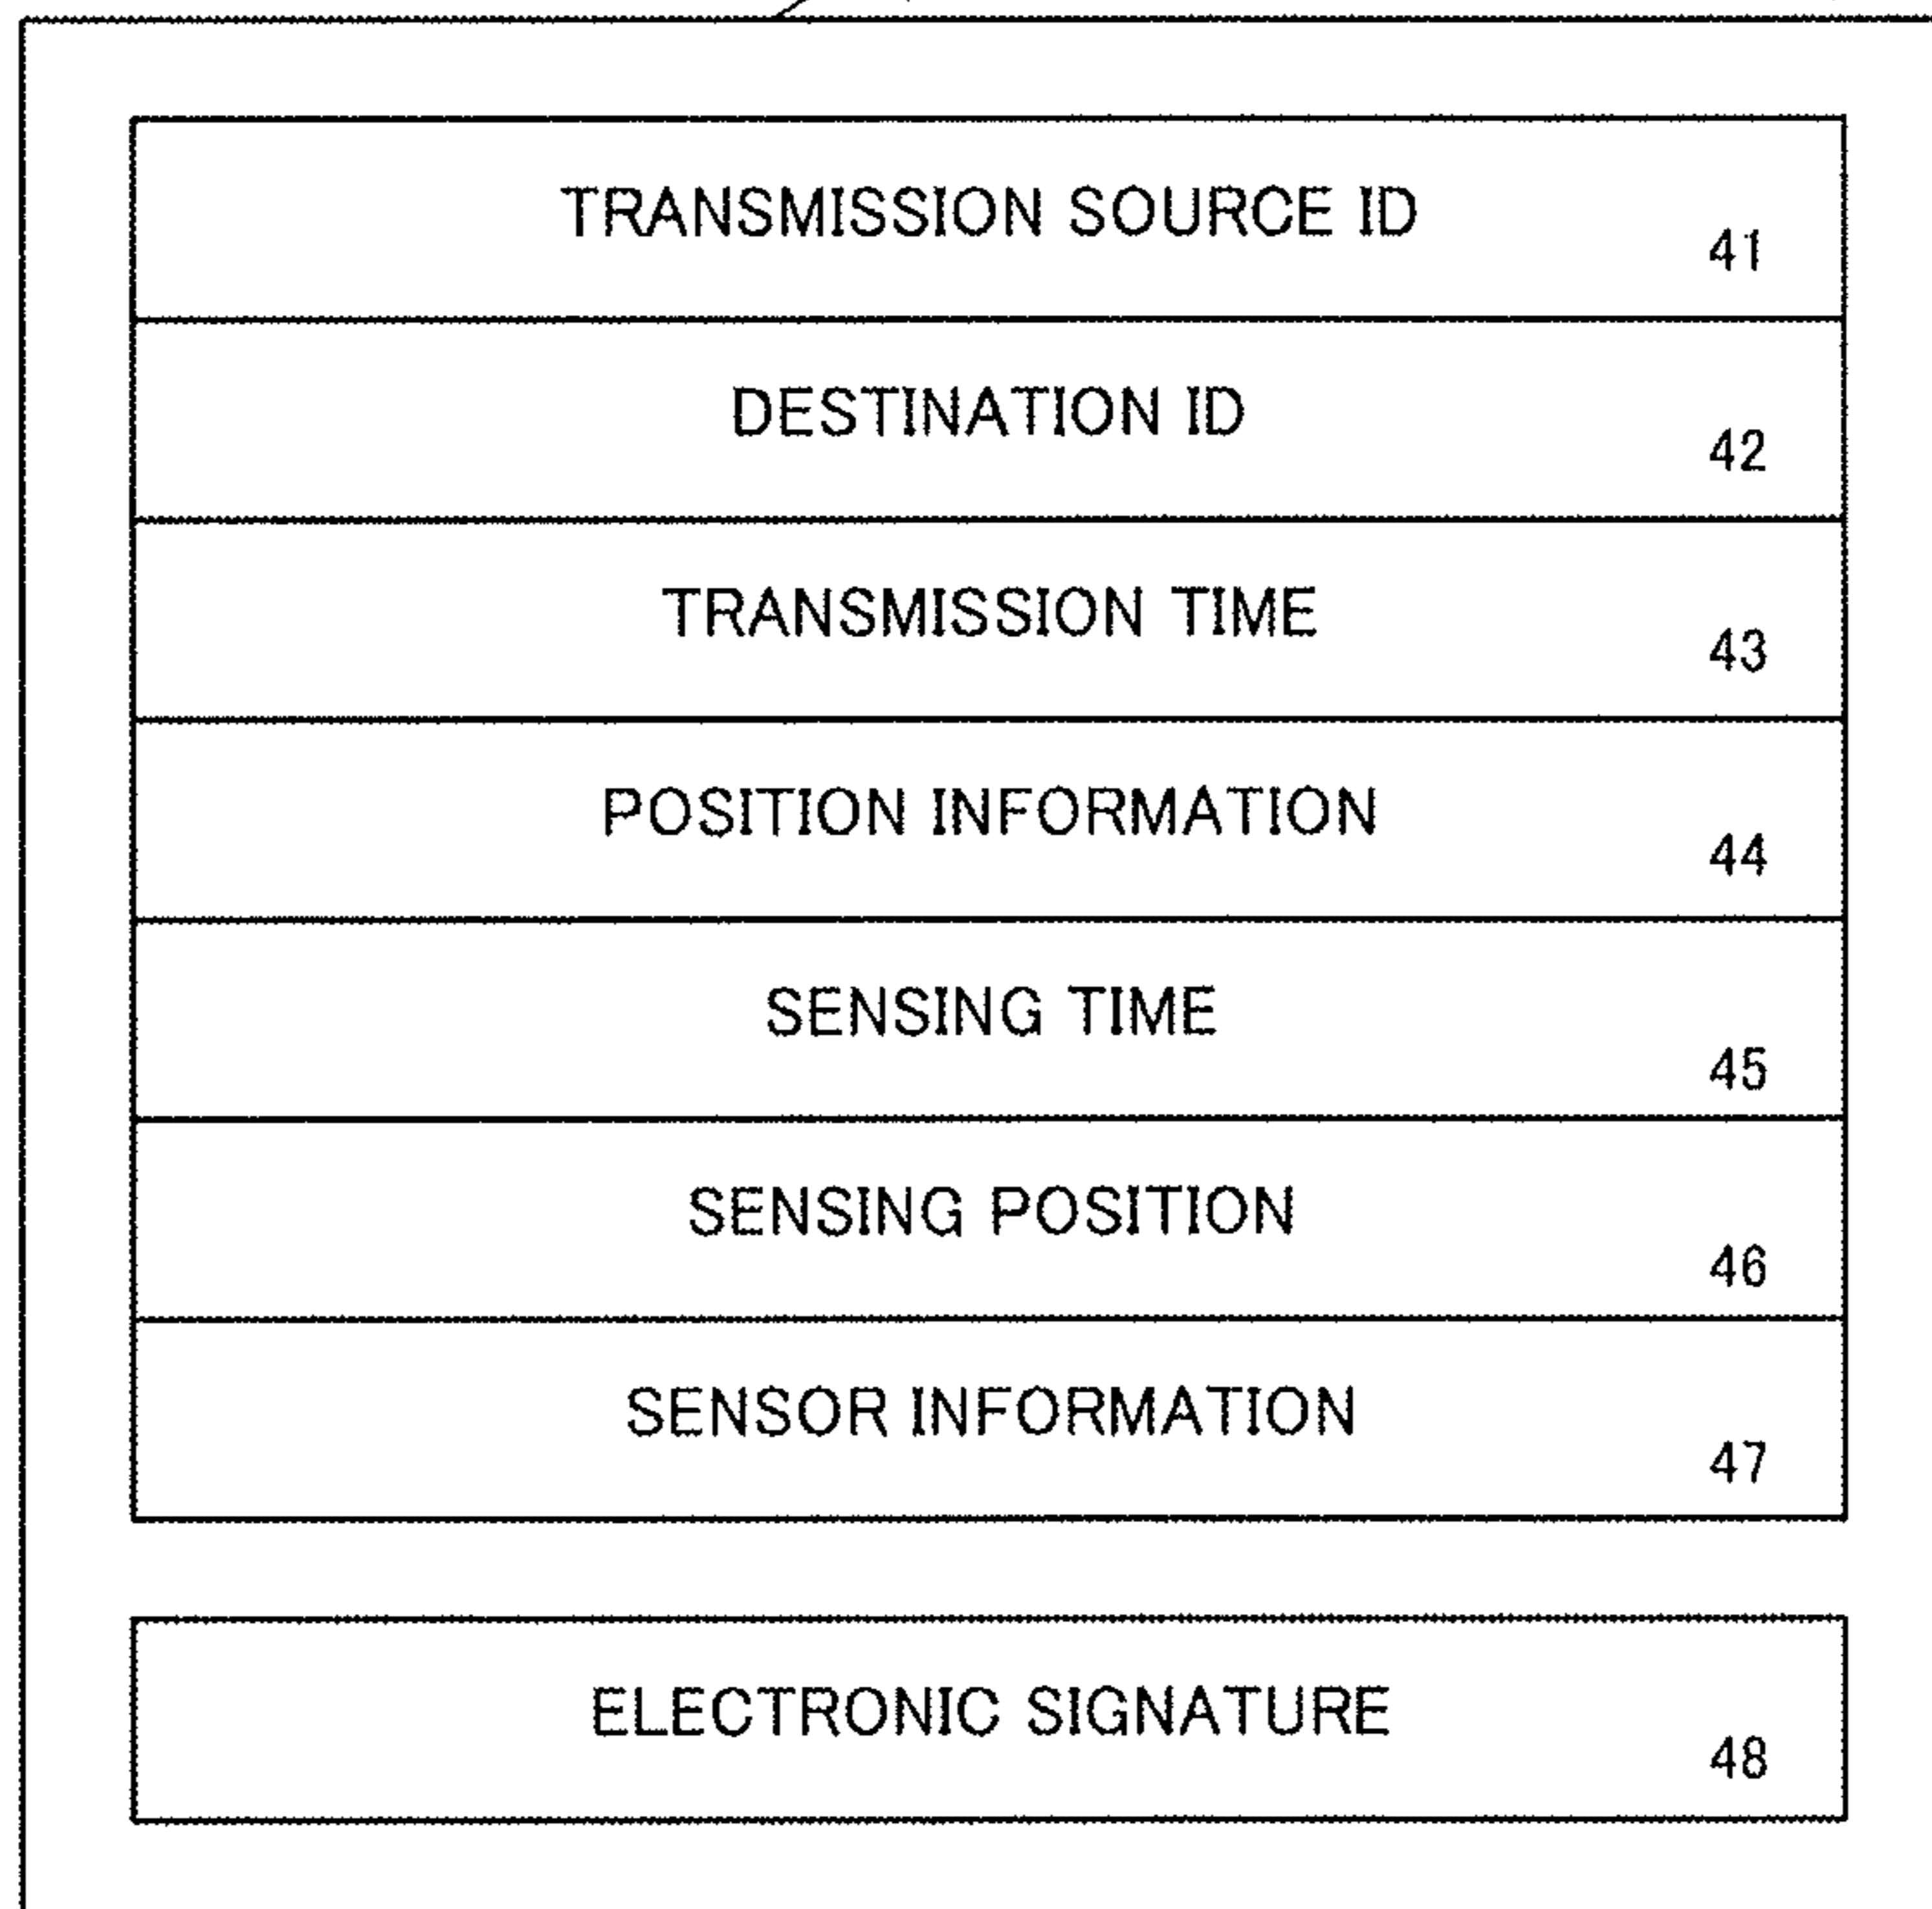 TRANSMISSION SOURCE ID
41
DESTINATION ID
42
TRANSMISSION TIME
43
POSITION INFORMATION
44
SENSING TIME
45
SENSING POSITION
46
SENSOR INFORMATION
47
ELECTRONIC SIGNATURE
48